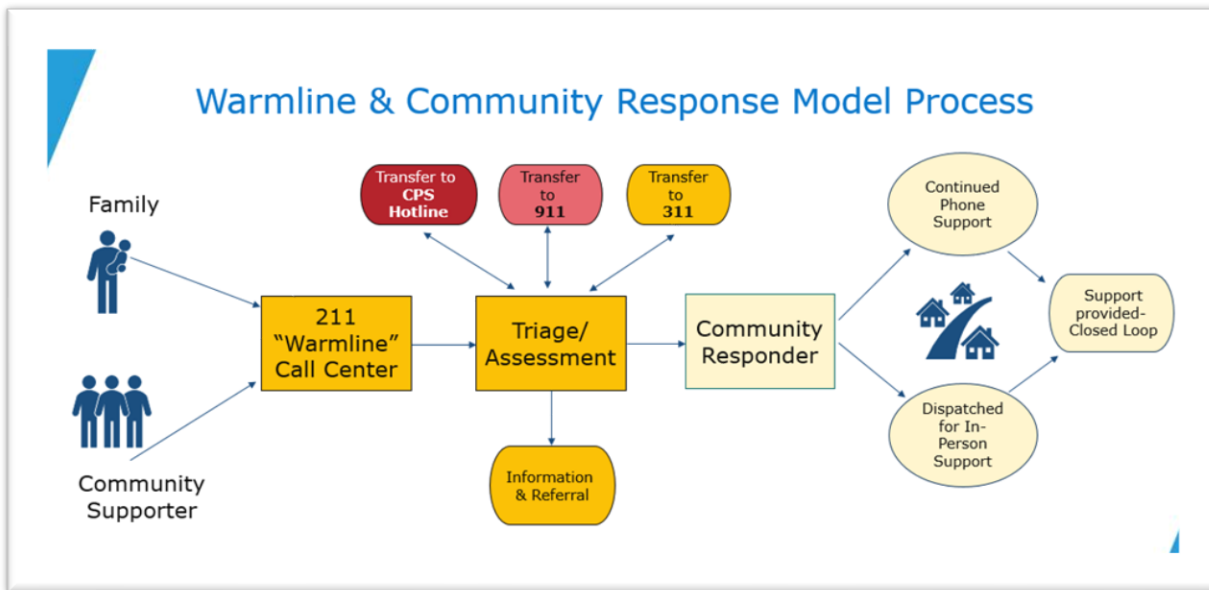 Warmline & Community Response Model Process
Family
Community
Supporter
211
“Warmline”
Call Center
Transfer to
CPS
Hotline
Transfer
to
911
Transfer
to
311
Triage/
Assessment
Information
& Referral
Community
Responder
Continued
Phone
Support
Dispatched
for In-
Person
Support
Support
provided-
Closed Loop